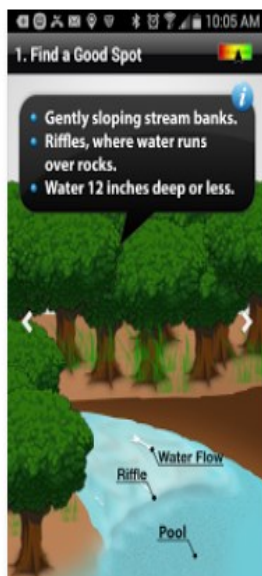 10:05 AM
1. Find a Good Spot
i
Gently sloping stream banks.
Riffles, where water runs
over rocks.
Water 12 inches deep or less.
Water Flow
Riffle
Pool